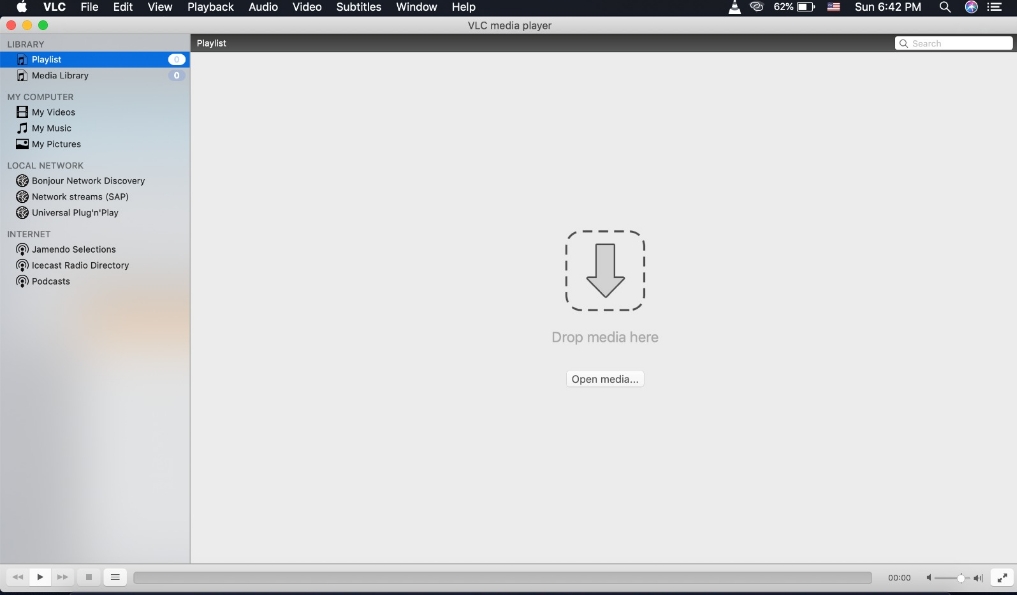 VLC File Edit View Playback Audio Video Subtitles Window Help 62% Sun 6:42 PM
VLC media player
LIBRARY
Playlist 0
Media Library 0
MY COMPUTER
My Videos
My Music
My Pictures
LOCAL NETWORK
Bonjour Network Discovery
Network streams (SAP)
Universal Plug'n'Play
INTERNET
Jamendo Selections
Icecast Radio Directory
Podcasts
Playlist Search
Drop media here
Open media...
00:00